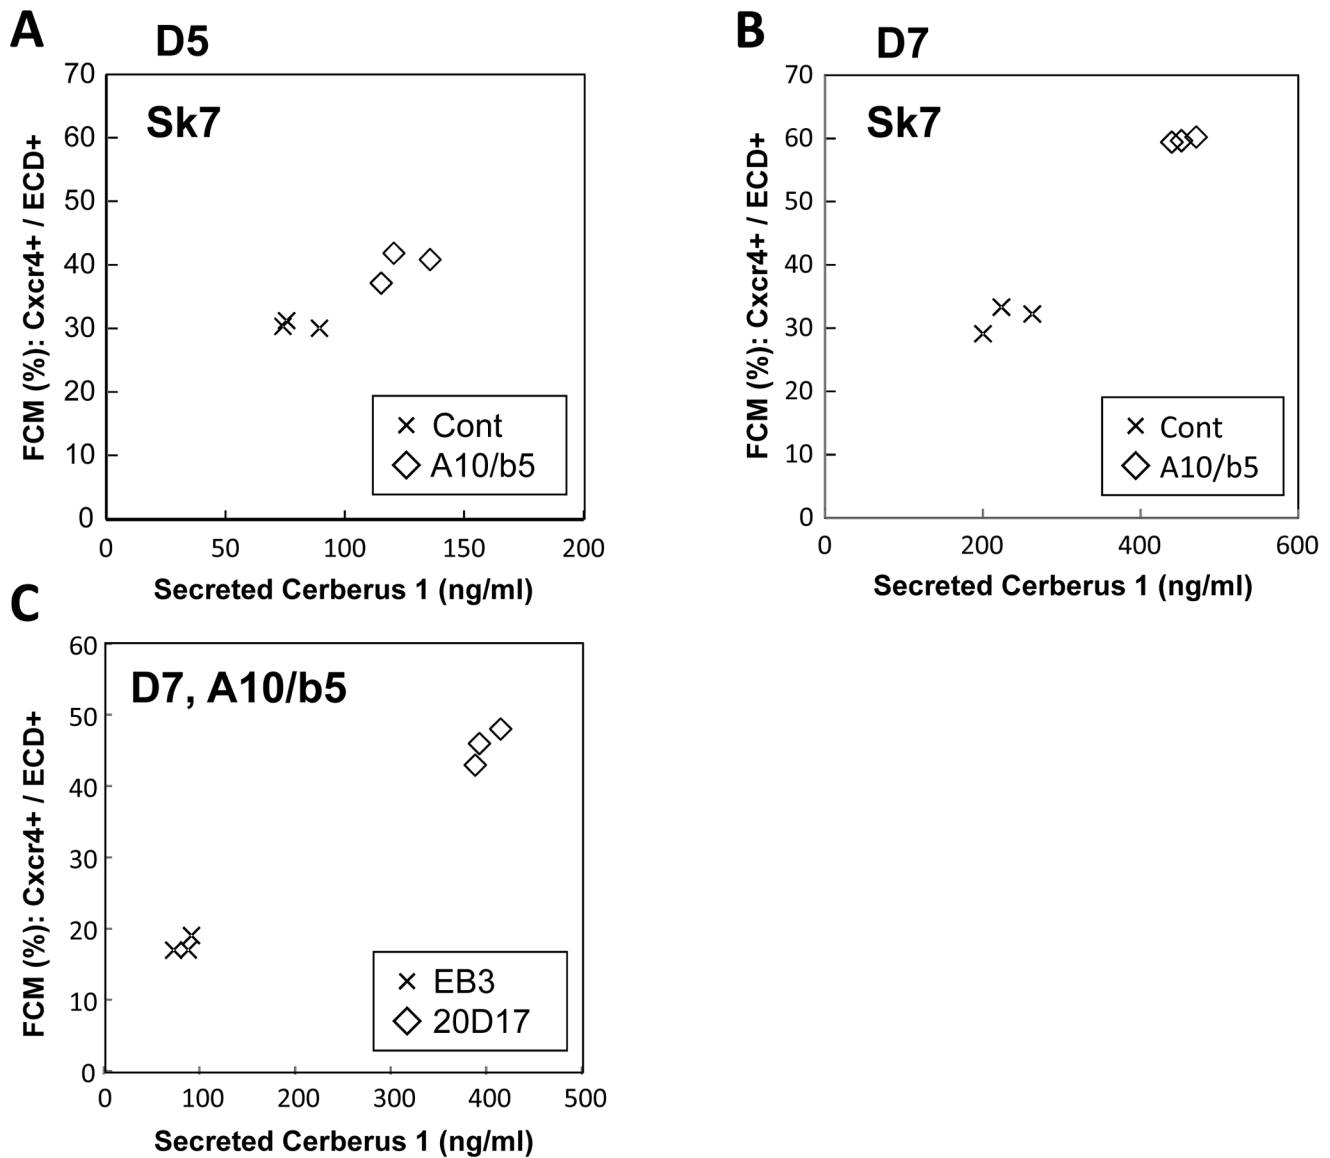 A
D5
70
60
50
40
30
20
10
0
FCM (%): Cxcr4+ / ECD+
Sk7
Cont
A10/b5
0 50 100 150 200
Secreted Cerberus 1 (ng/ml)
B
D7
70
60
50
40
30
20
10
0
FCM (%): Cxcr4+ / ECD+
Sk7
Cont
A10/b5
0 200 400 600
Secreted Cerberus 1 (ng/ml)
C
60
50
40
30
20
10
0
FCM (%): Cxcr4+ / ECD+
D7, A10/b5
EB3
20D17
0 100 200 300 400 500
Secreted Cerberus 1 (ng/ml)